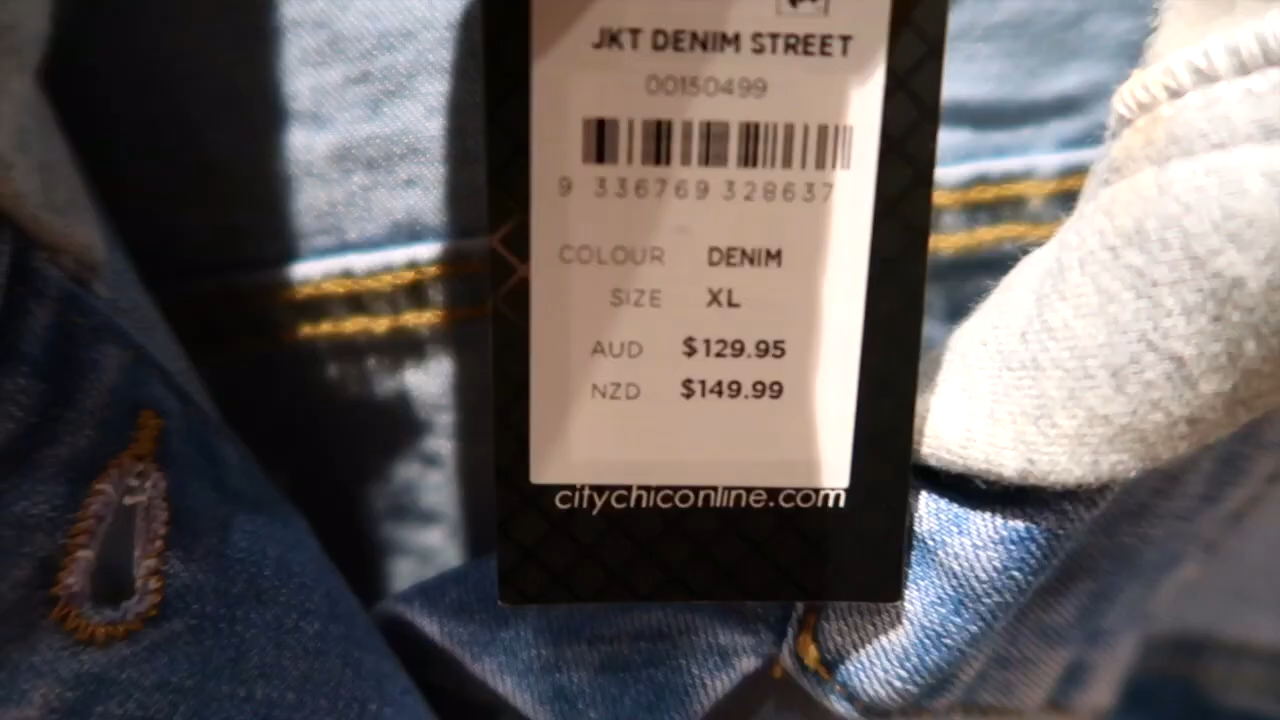 JKT DENIM STREET
00150499
9 336769 328637
COLOUR DENIM
SIZE XL
AUD $129.95
NZD $149.99
citychiconline.com